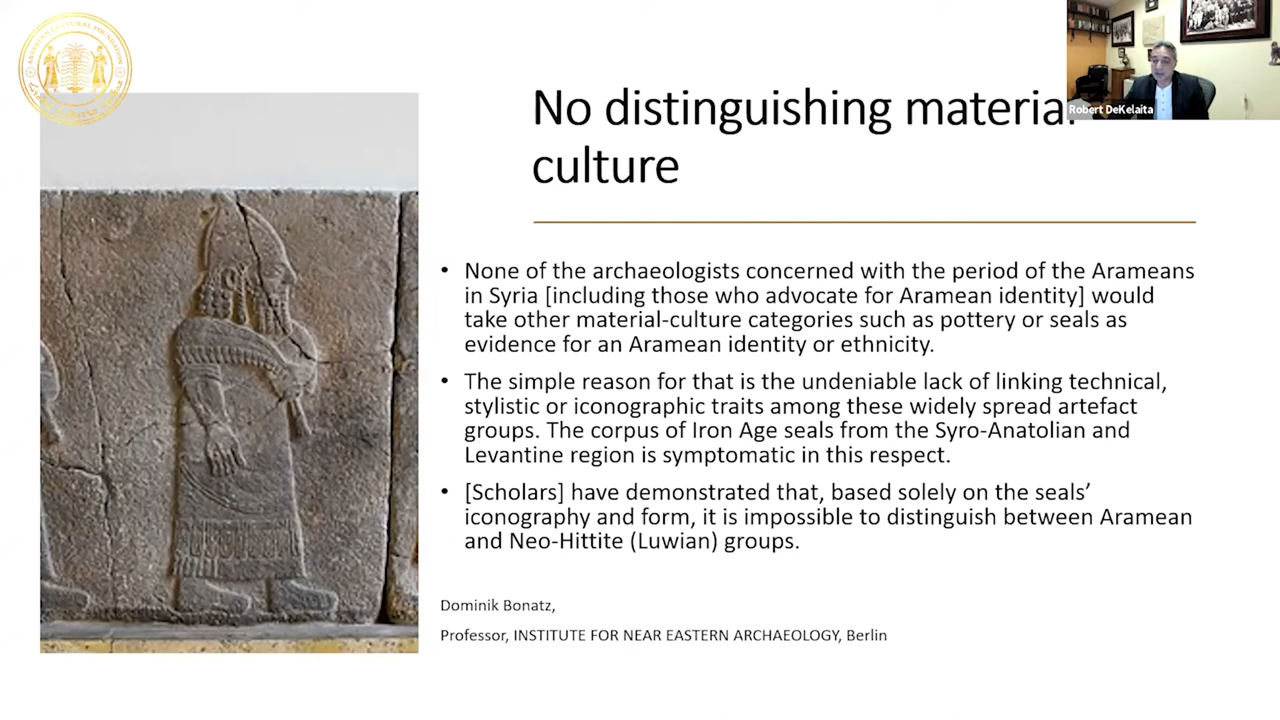 No distinguishing material
culture
Robert DeKelaita
• None of the archaeologists concerned with the period of the Arameans
in Syria [including those who advocate for Aramean identity] would
take other material-culture categories such as pottery or seals as
evidence for an Aramean identity or ethnicity.
• The simple reason for that is the undeniable lack of linking technical,
stylistic or iconographic traits among these widely spread artefact
groups. The corpus of Iron Age seals from the Syro-Anatolian and
Levantine region is symptomatic in this respect.
• [Scholars] have demonstrated that, based solely on the seals’
iconography and form, it is impossible to distinguish between Aramean
and Neo-Hittite (Luwian) groups.
Dominik Bonatz,
Professor, INSTITUTE FOR NEAR EASTERN ARCHAEOLOGY, Berlin
ASSYRIAN CULTURAL FOUNDATION